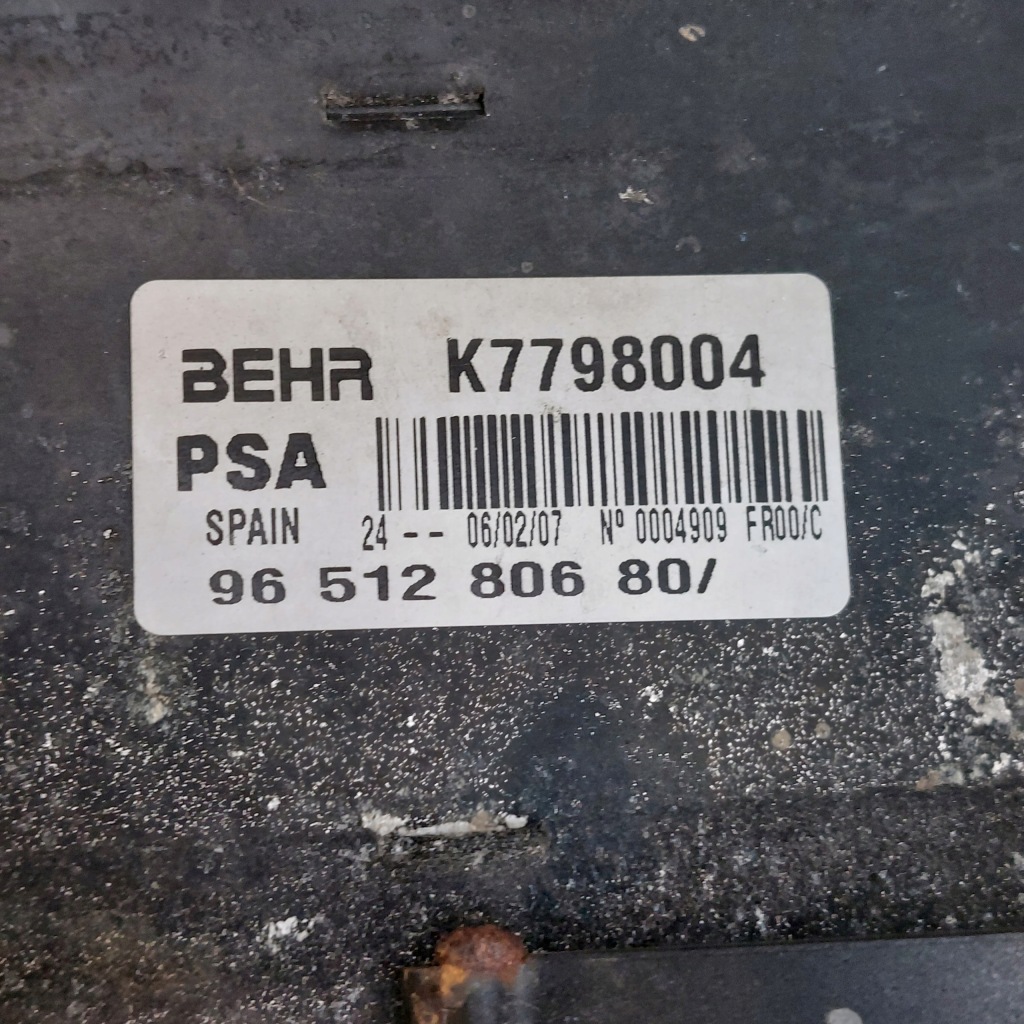 BEHR K7798004
PSA
SPAIN 24 -- 06/02/07 Nº 0004909 FR00/C
96 512 806 80/